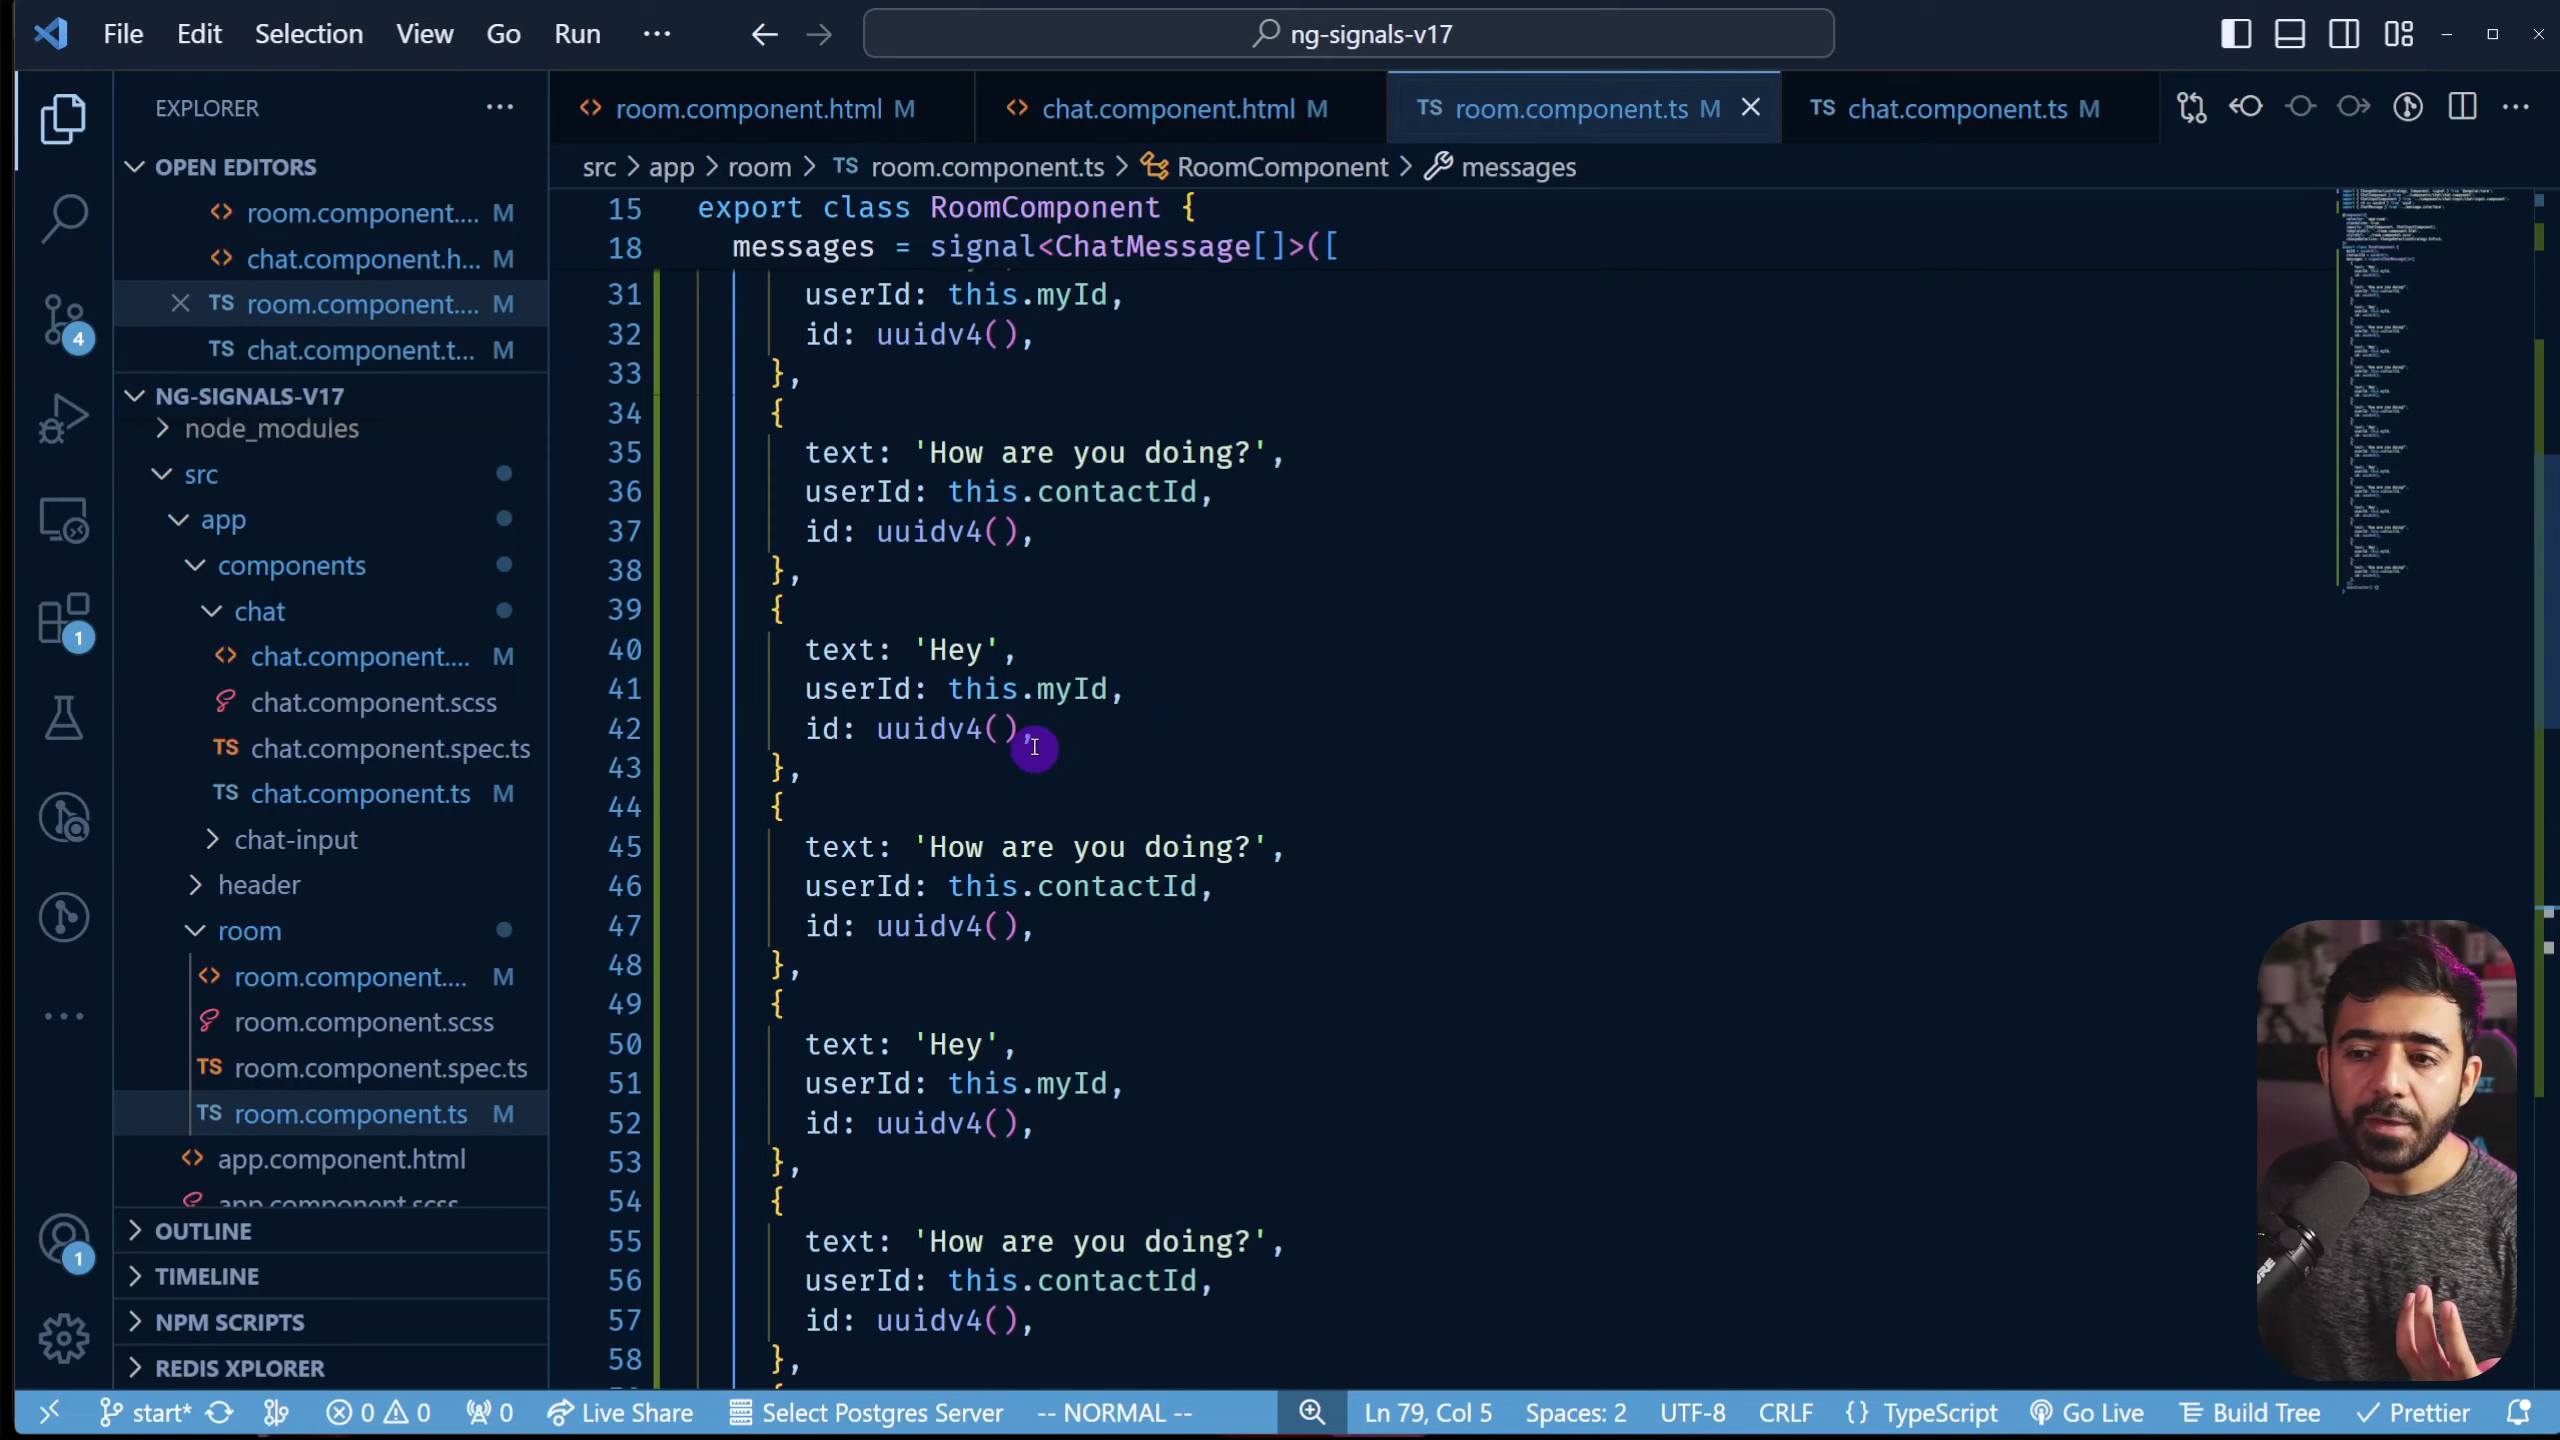 File Edit Selection View Go Run ··· ng-signals-v17
EXPLORER
room.component.html M
chat.component.html M
TS room.component.ts M
TS chat.component.ts M
OPEN EDITORS
room.component.... M
chat.component.h... M
TS room.component.... M
TS chat.component.t... M
NG-SIGNALS-V17
node_modules
src
app
components
chat
chat.component.... M
chat.component.scss
TS chat.component.spec.ts
TS chat.component.ts M
chat-input
header
room
room.component.... M
room.component.scss
TS room.component.spec.ts
TS room.component.ts M
app.component.html
app.component.scss
OUTLINE
TIMELINE
NPM SCRIPTS
REDIS XPLORER
4
1
1
src > app > room > TS room.component.ts > RoomComponent > messages
15 export class RoomComponent {
18 messages = signal<ChatMessage[]>([
31 userId: this.myId,
32 id: uuidv4(),
33 },
34 {
35 text: 'How are you doing?',
36 userId: this.contactId,
37 id: uuidv4(),
38 },
39 {
40 text: 'Hey',
41 userId: this.myId,
42 id: uuidv4(),
43 },
44 {
45 text: 'How are you doing?',
46 userId: this.contactId,
47 id: uuidv4(),
48 },
49 {
50 text: 'Hey',
51 userId: this.myId,
52 id: uuidv4(),
53 },
54 {
55 text: 'How are you doing?',
56 userId: this.contactId,
57 id: uuidv4(),
58 },
start* 0 0 0 Live Share Select Postgres Server -- NORMAL -- Ln 79, Col 5 Spaces: 2 UTF-8 CRLF {} TypeScript Go Live Build Tree Prettier